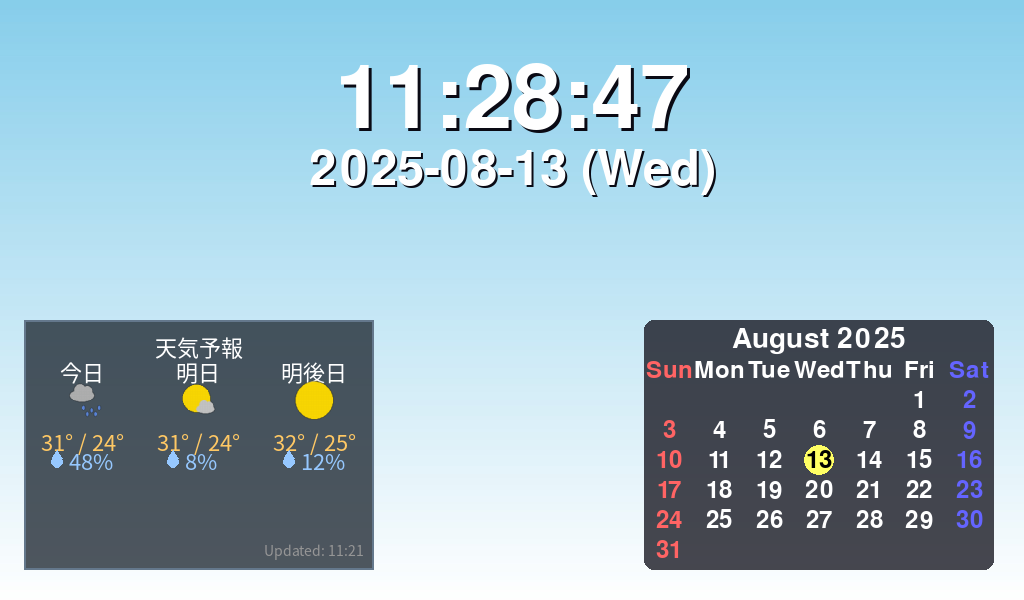 11:28:47
2025-08-13 (Wed)
天気予報
今日 明日 明後日
31° / 24° 31° / 24° 32° / 25°
48% 8% 12%
Updated: 11:21
August 2025
Sun Mon Tue Wed Thu Fri Sat
1 2
3 4 5 6 7 8 9
10 11 12 13 14 15 16
17 18 19 20 21 22 23
24 25 26 27 28 29 30
31